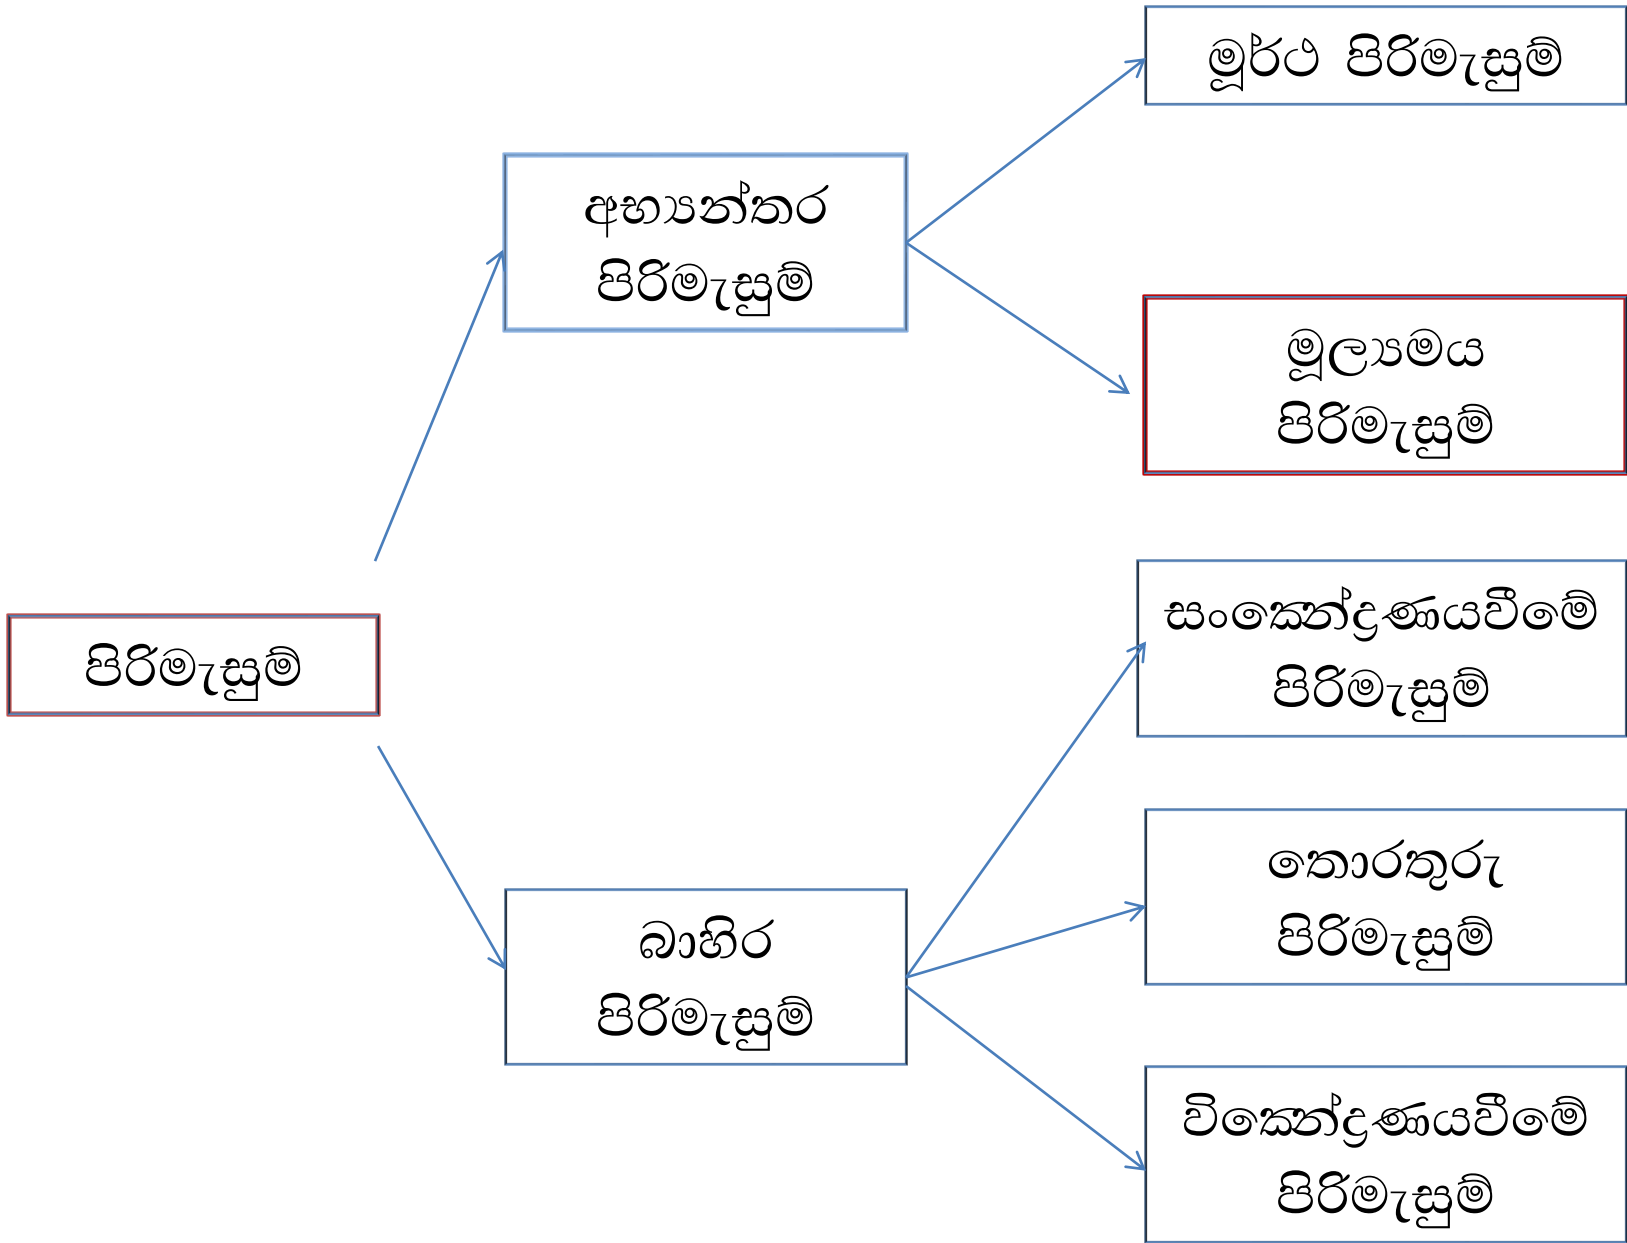 මූර්ථ පිරිමැසුම්
අභ්‍යන්තර
පිරිමැසුම්
මූල්‍යමය
පිරිමැසුම්
පිරිමැසුම්
සංකේන්ද්‍රණයවීමේ
පිරිමැසුම්
බාහිර
පිරිමැසුම්
තොරතුරු
පිරිමැසුම්
විකේන්ද්‍රණයවීමේ
පිරිමැසුම්